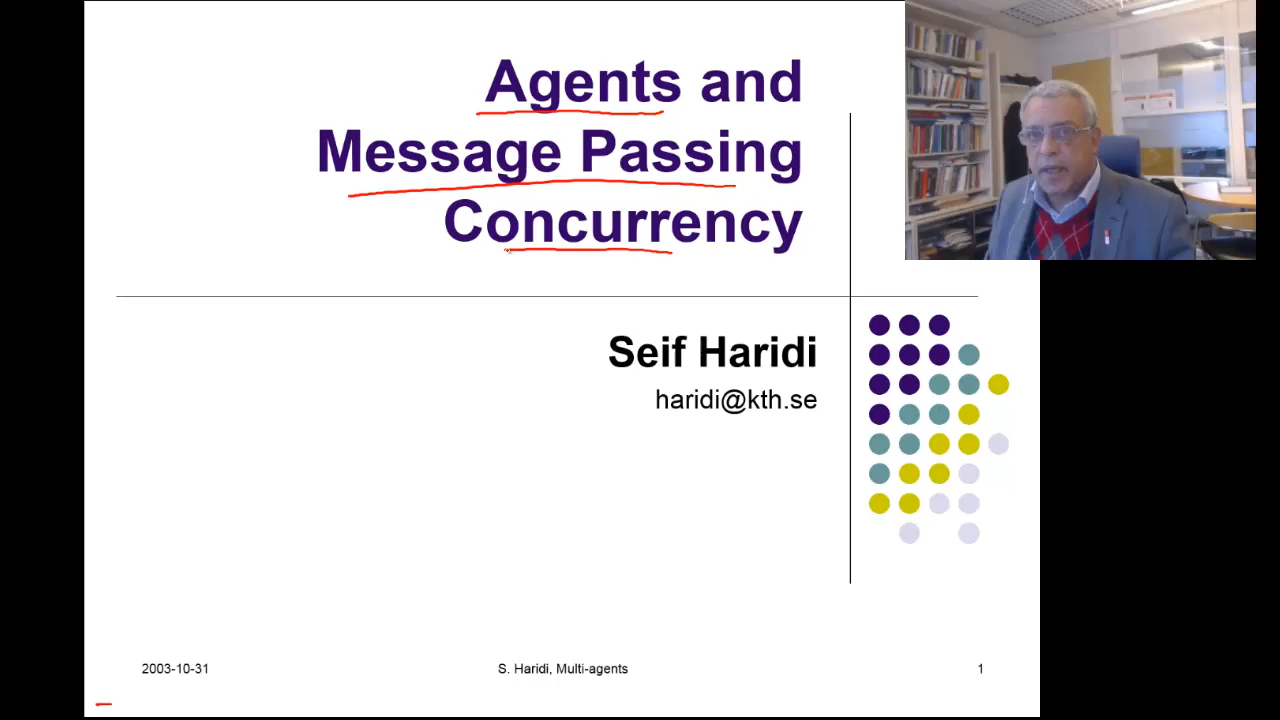 Agents and
Message Passing
Concurrency
Seif Haridi
haridi@kth.se
2003-10-31
S. Haridi, Multi-agents
1